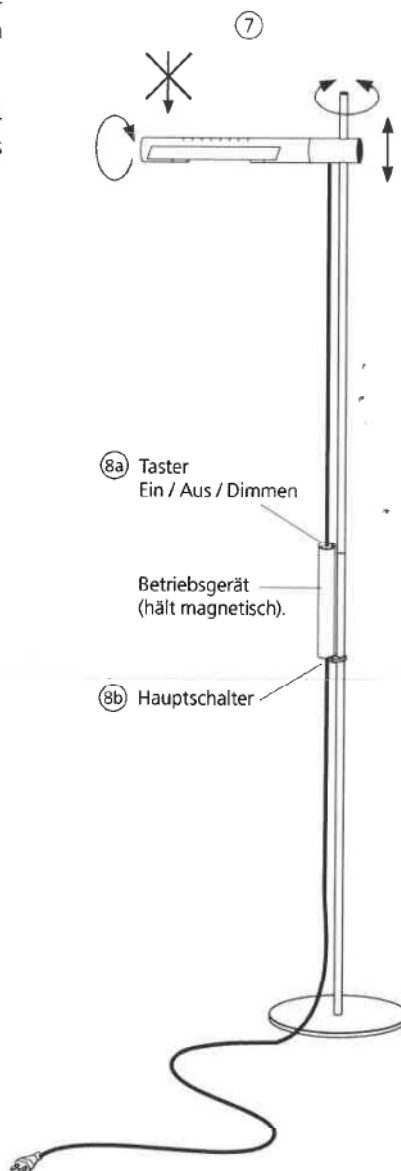 7
8a Taster
Ein / Aus / Dimmen
Betriebsgerät
(hält magnetisch).
8b Hauptschalter